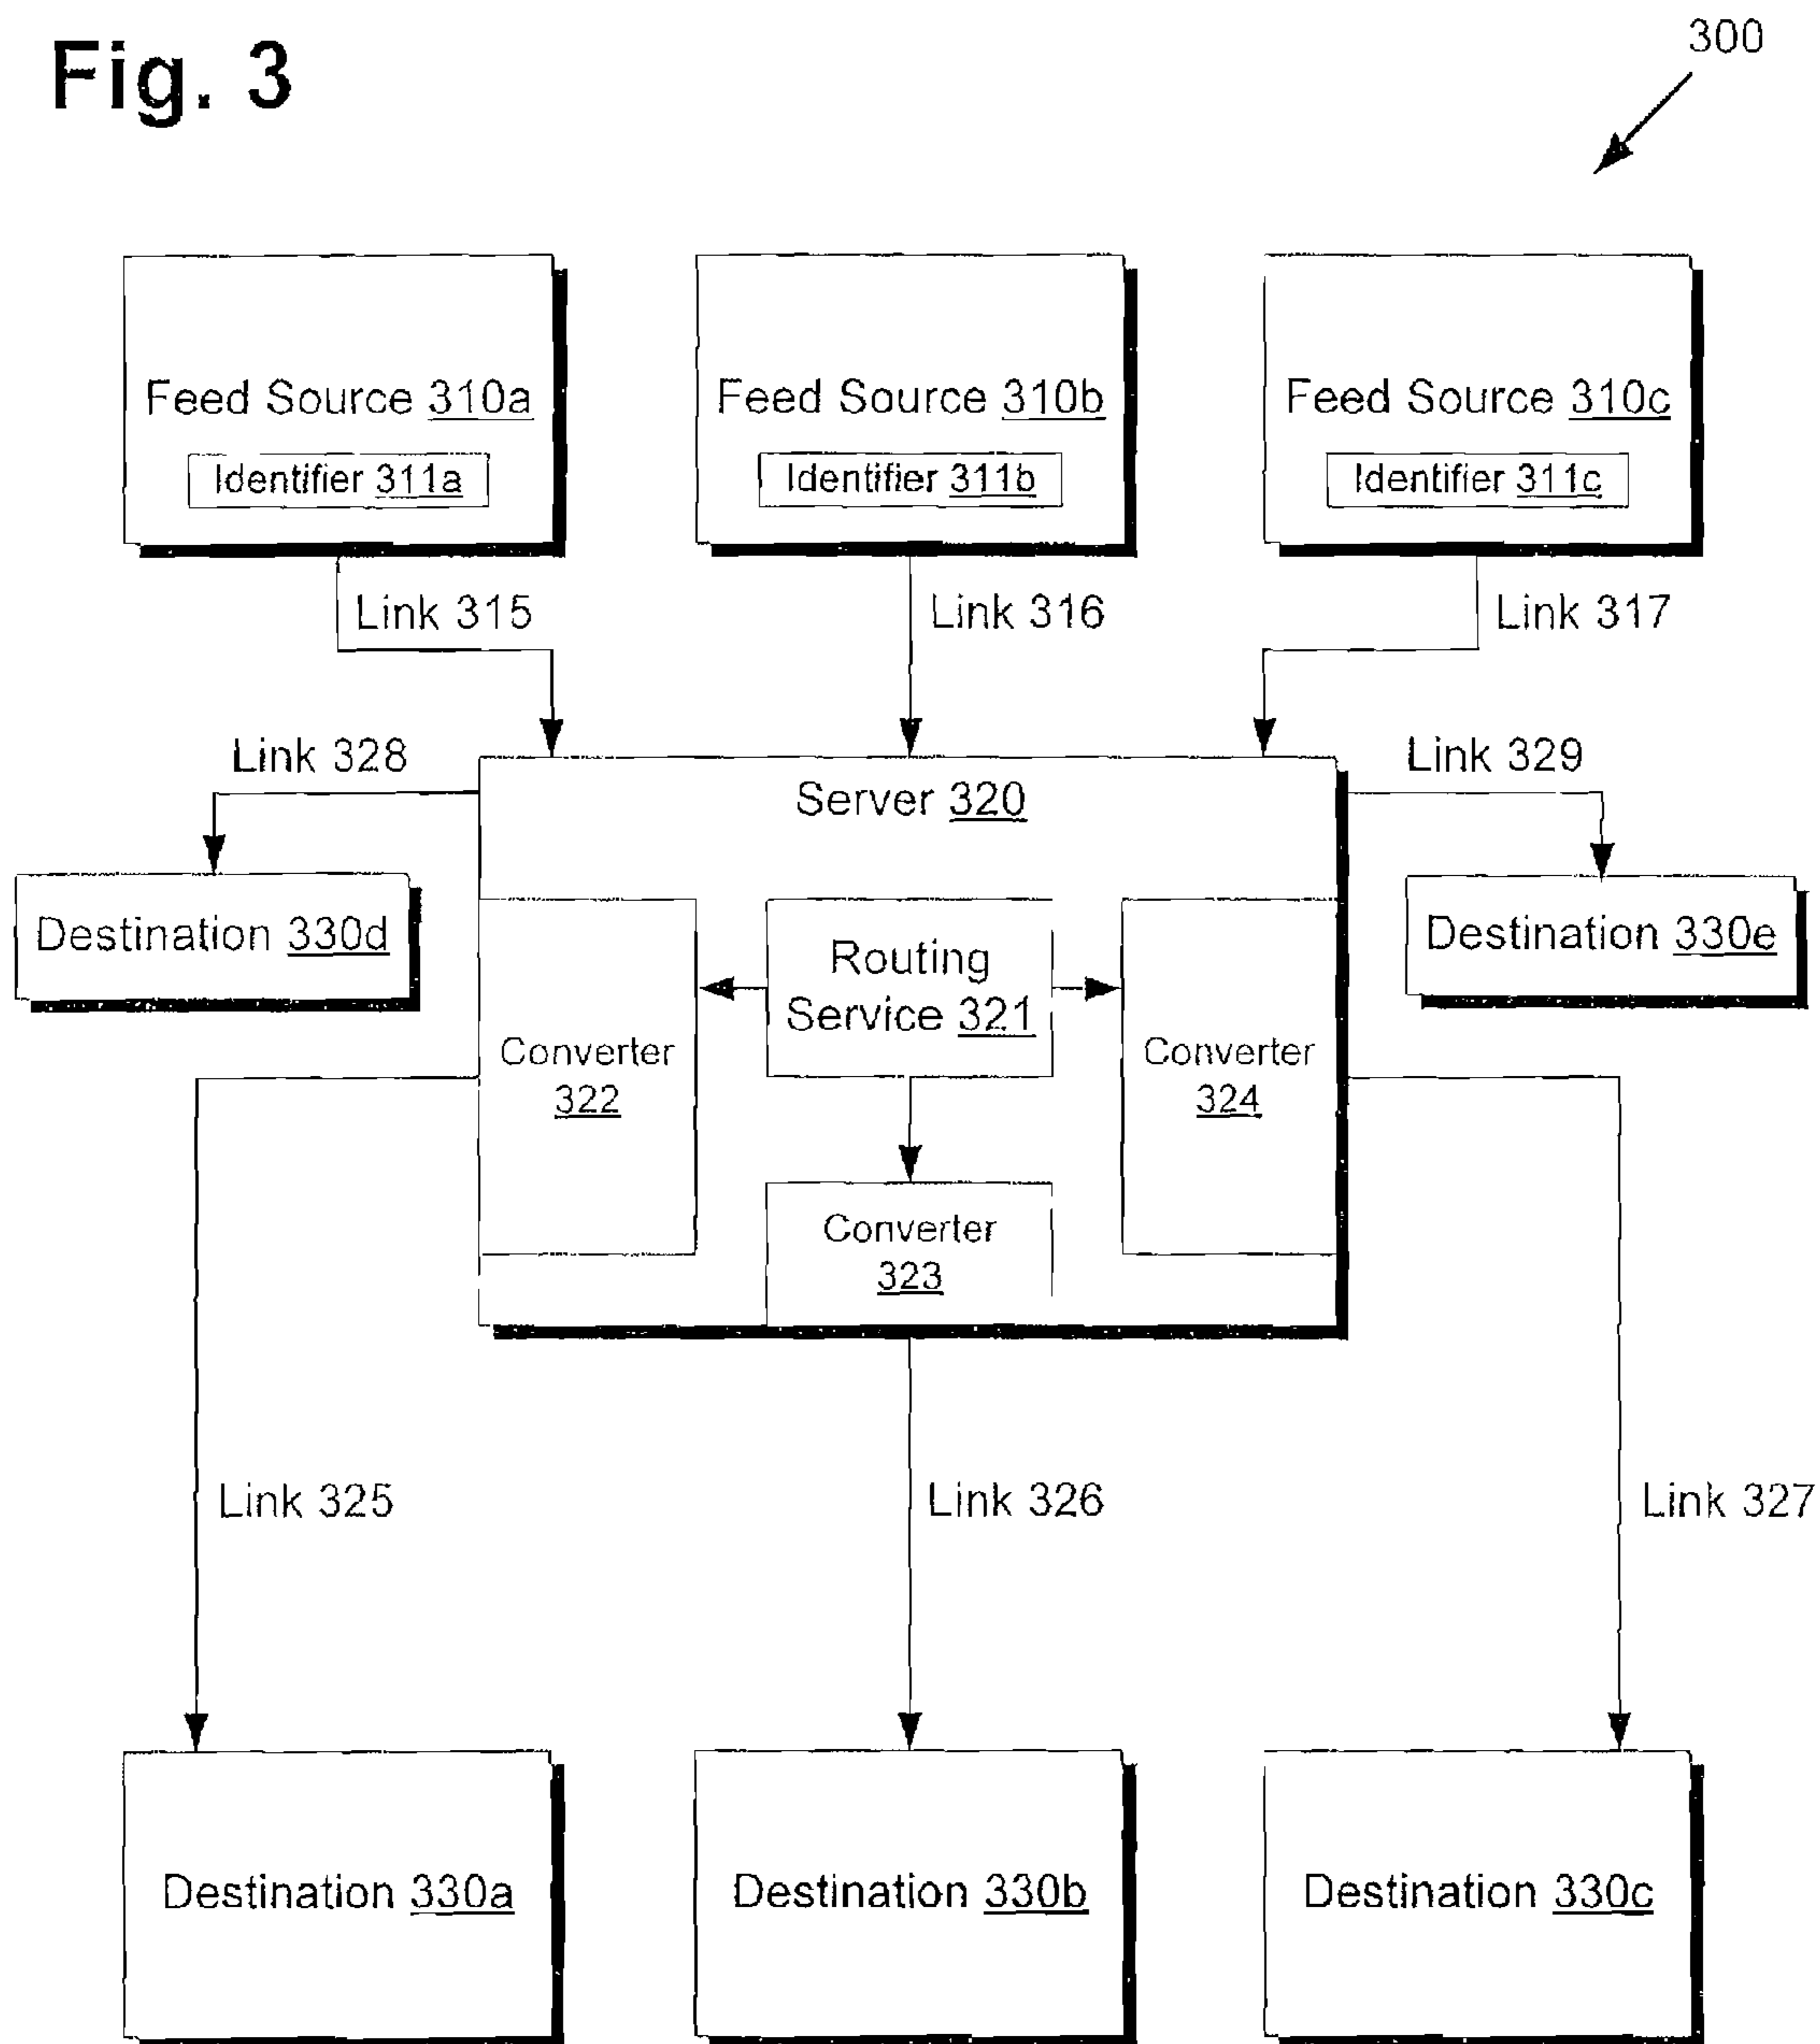 Fig. 3
300
Feed Source 310a
Identifier 311a
Feed Source 310b
Identifier 311b
Feed Source 310c
Identifier 311c
Link 315
Link 316
Link 317
Link 328
Link 329
Server 320
Destination 330d
Destination 330e
Routing
Service 321
Converter
322
Converter
324
Converter
323
Link 325
Link 326
Link 327
Destination 330a
Destination 330b
Destination 330c